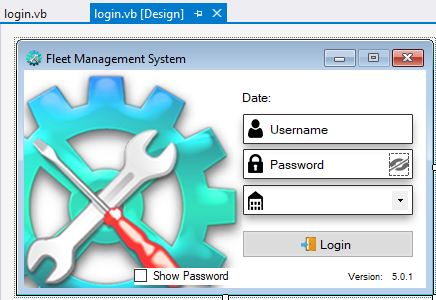 login.vb
login.vb [Design]
Fleet Management System
Date:
Username
Password
Login
Show Password
Version: 5.0.1